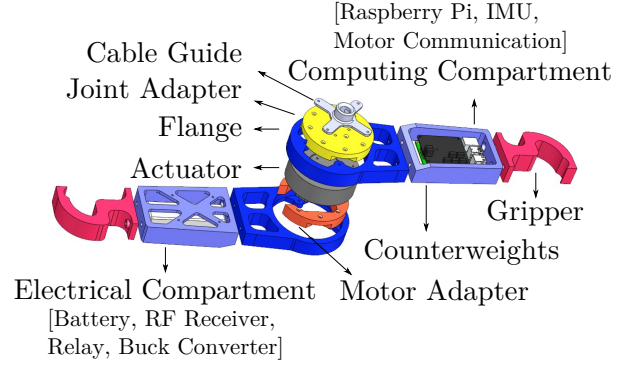 [Raspberry Pi, IMU,
Motor Communication]
Computing Compartment
Cable Guide
Joint Adapter
Flange
Actuator
Gripper
Counterweights
Motor Adapter
Electrical Compartment
[Battery, RF Receiver,
Relay, Buck Converter]